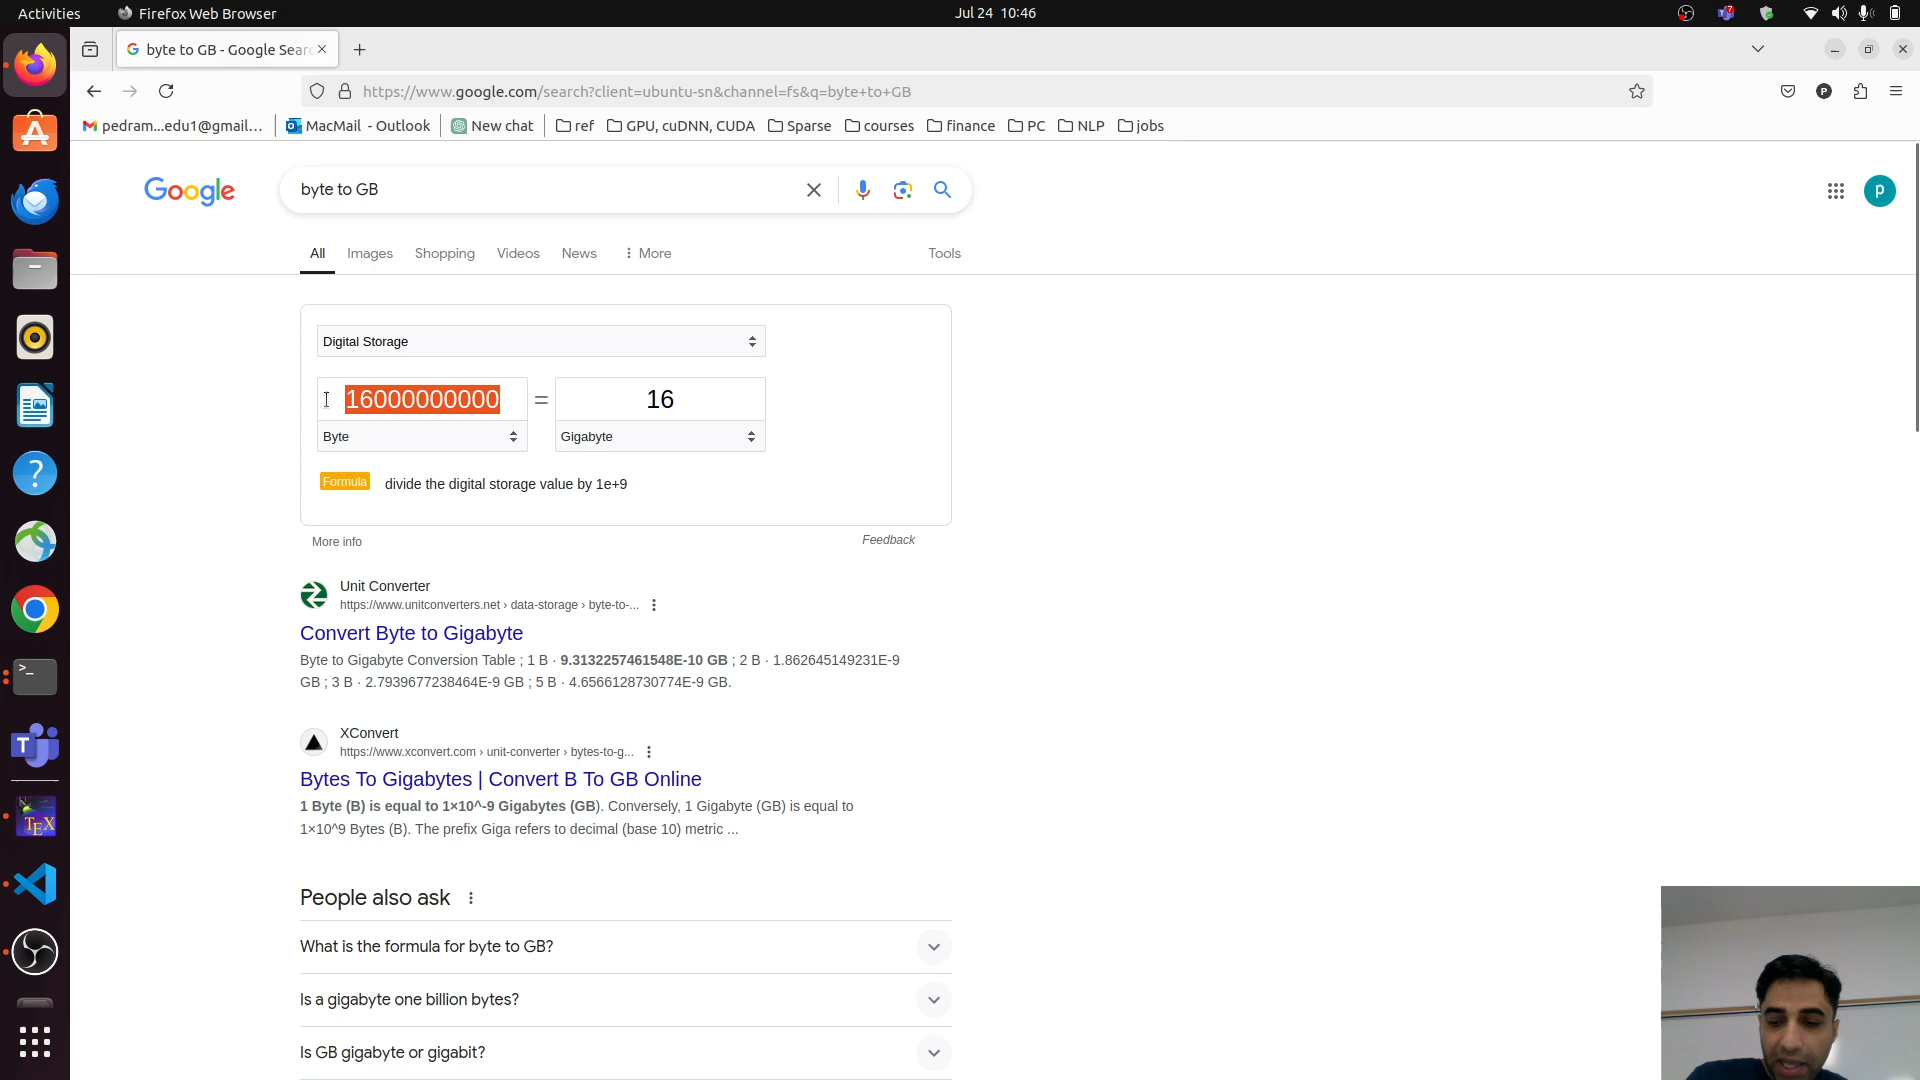 Activities
Firefox Web Browser
Jul 24 10:46
byte to GB - Google Sear
https://www.google.com/search?client=ubuntu-sn&channel=fs&q=byte+to+GB
P
pedram...edu1@gmail...
MacMail - Outlook
New chat
ref
GPU, cuDNN, CUDA
Sparse
courses
finance
PC
NLP
jobs
Google
byte to GB
p
All
Images
Shopping
Videos
News
More
Tools
Digital Storage
16000000000 = 16
Byte
Gigabyte
Formula
divide the digital storage value by 1e+9
More info
Feedback
Unit Converter
https://www.unitconverters.net › data-storage › byte-to-...
Convert Byte to Gigabyte
Byte to Gigabyte Conversion Table ; 1 B · 9.3132257461548E-10 GB ; 2 B · 1.862645149231E-9
GB ; 3 B · 2.7939677238464E-9 GB ; 5 B · 4.6566128730774E-9 GB.
XConvert
https://www.xconvert.com › unit-converter › bytes-to-g...
Bytes To Gigabytes | Convert B To GB Online
1 Byte (B) is equal to 1×10^-9 Gigabytes (GB). Conversely, 1 Gigabyte (GB) is equal to
1×10^9 Bytes (B). The prefix Giga refers to decimal (base 10) metric ...
People also ask
What is the formula for byte to GB?
Is a gigabyte one billion bytes?
Is GB gigabyte or gigabit?